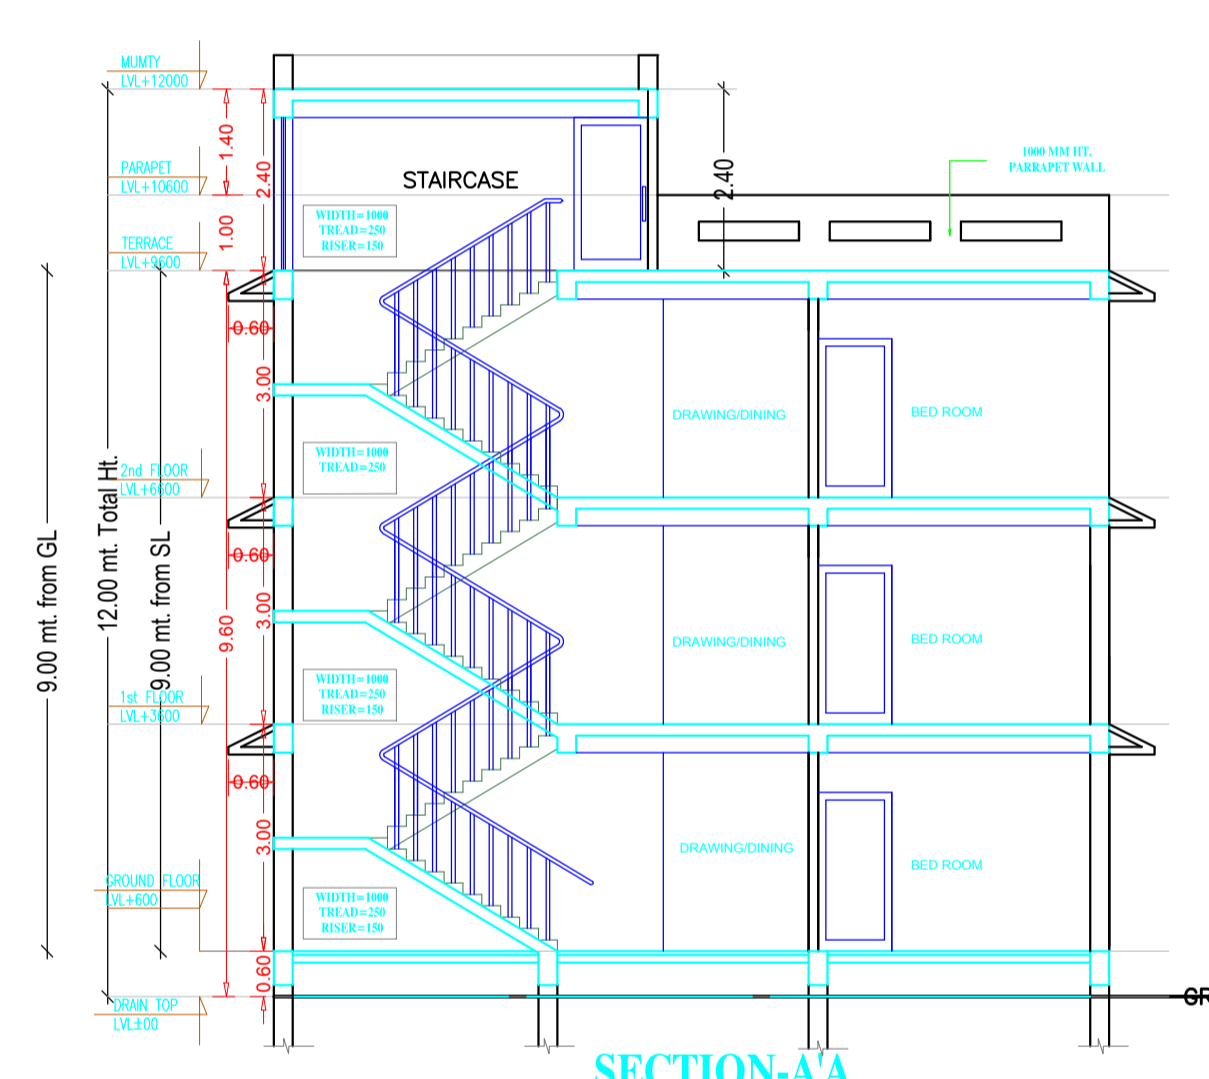 MUMTY
LVL+12000
1.40
2.40
2.40
1000 MM HT.
PARRAPET WALL
PARAPET
LVL+10600
STAIRCASE
WIDTH=1000
TREAD=250
RISER=150
1.00
TERRACE
LVL+9600
0.60
3.00
DRAWING/DINING
BED ROOM
WIDTH=1000
TREAD=250
2nd FLOOR
LVL+6600
12.00 mt. Total Ht.
9.00 mt. from GL
9.00 mt. from SL
0.60
3.00
9.60
DRAWING/DINING
BED ROOM
WIDTH=1000
TREAD=250
RISER=150
1st FLOOR
LVL+3600
0.60
3.00
DRAWING/DINING
BED ROOM
GROUND FLOOR
LVL+600
WIDTH=1000
TREAD=250
RISER=150
0.60
DRAIN TOP
LVL±00
GR
SECTION-A'A